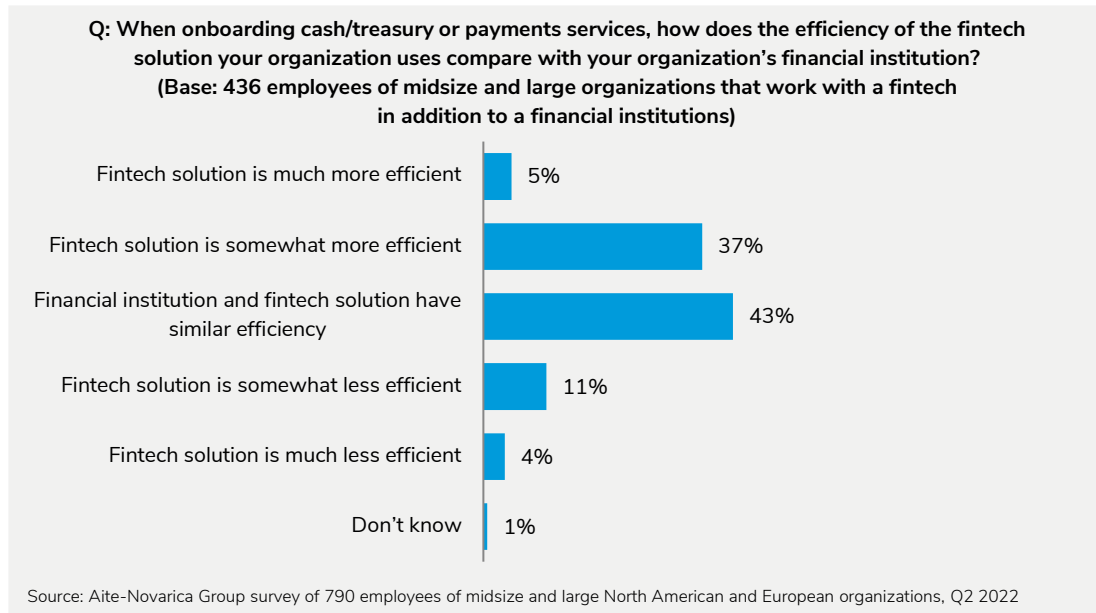 Q: When onboarding cash/treasury or payments services, how does the efficiency of the fintech
solution your organization uses compare with your organization’s financial institution?
(Base: 436 employees of midsize and large organizations that work with a fintech
in addition to a financial institutions)
Fintech solution is much more efficient 5%
Fintech solution is somewhat more efficient 37%
Financial institution and fintech solution have
similar efficiency 43%
Fintech solution is somewhat less efficient 11%
Fintech solution is much less efficient 4%
Don’t know 1%
Source: Aite-Novarica Group survey of 790 employees of midsize and large North American and European organizations, Q2 2022